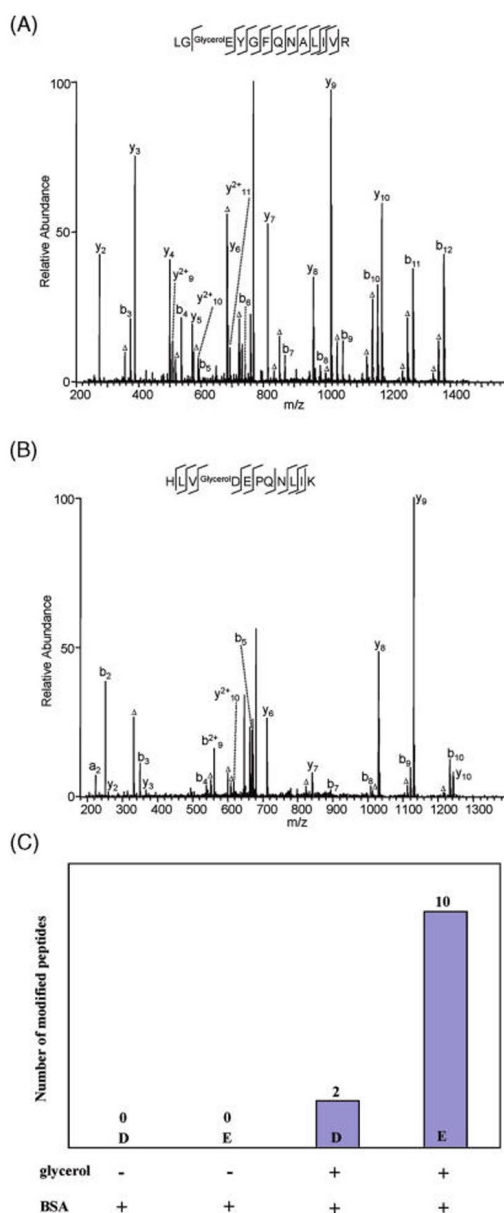 (A)
LG GlycerolEYGFQNALIVR
100
50
0
Relative Abundance
y2
y3
b3
Δ
y4
y2+9
b4
y5
y2+10
Δ
Δ
b5
Δ
y6
y2+11
Δ
b6
y7
Δ
Δ
b7
y8
b8
Δ
y9
Δ
b9
Δ
Δ
b10
y10
Δ
Δ
b11
Δ
Δ
b12
200 400 600 800 1000 1200 1400
m/z
(B)
HLV GlycerolDEPQNLIK
100
50
0
Relative Abundance
a2
b2
y2
Δ
b3
y3
b4
Δ
b2+9
Δ
Δ
y2+10
b5
y6
Δ
y7
b7
b8
Δ
y8
Δ
b9
y9
Δ
b10
y10
200 300 400 500 600 700 800 900 1000 1100 1200 1300
m/z
(C)
Number of modified peptides
0 0 2 10
D E D E
glycerol - - + +
BSA + + + +